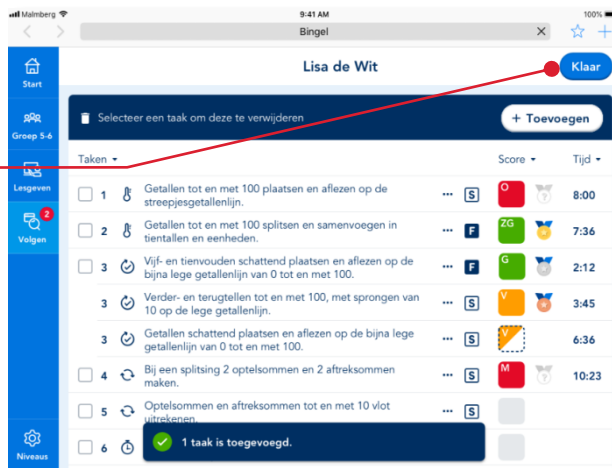 Malmberg 9:41 AM 100%
Bingel
Lisa de Wit
Klaar
Start
Groep 5-6
Lesgeven
2
Volgen
Niveaus
Selecteer een taak om deze te verwijderen
+ Toevoegen
Taken Score Tijd
1 Getallen tot en met 100 plaatsen en aflezen op de
streepjesgetallenlijn.
... S O ? 8:00
2 Getallen tot en met 100 splitsen en samenvoegen in
tientallen en eenheden.
... F ZG 7:36
3 Vijf- en tienvouden schattend plaatsen en aflezen op de
bijna lege getallenlijn van 0 tot en met 100.
... F G 2:12
3 Verder- en terugtellen tot en met 100, met sprongen van
10 op de lege getallenlijn.
... S V 3:45
3 Getallen schattend plaatsen en aflezen op de bijna lege
getallenlijn van 0 tot en met 100.
... S V 6:36
4 Bij een splitsing 2 optelsommen en 2 aftreksommen
maken.
... S M ? 10:23
5 Optelsommen en aftreksommen tot en met 10 vlot
uitrekenen.
... S
6
1 taak is toegevoegd.